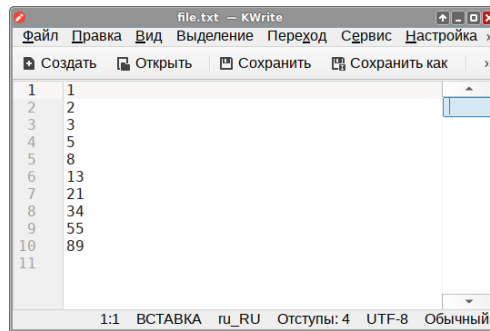 file.txt — KWrite
Файл Правка Вид Выделение Переход Сервис Настройка
Создать Открыть Сохранить Сохранить как
1 1
2 2
3 3
4 5
5 8
6 13
7 21
8 34
9 55
10 89
11
1:1 ВСТАВКА ru_RU Отступы: 4 UTF-8 Обычный